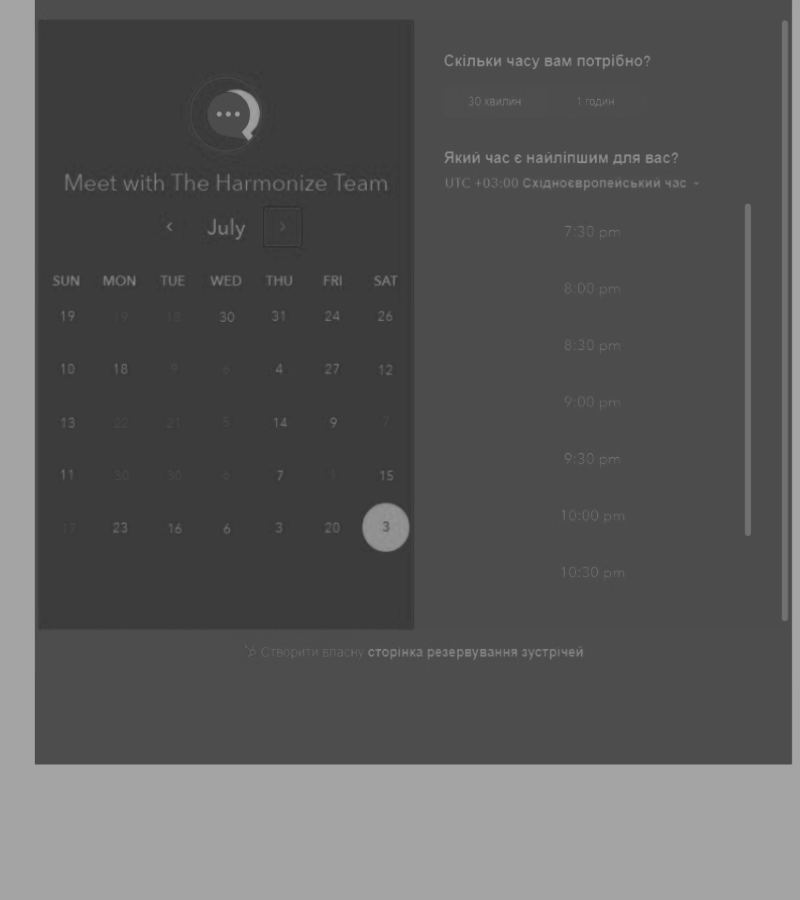 Meet with The Harmonize Team
July
SUN MON TUE WED THU FRI SAT
19 19 30 31 24 26
10 18 9 4 27 12
13 22 21 5 14 9 7
11 30 30 7 15
17 23 16 6 3 20 3
Скільки часу вам потрібно?
30 хвилин 1 годин
Який час є найліпшим для вас?
UTC +03:00 Східноєвропейський час
7:30 pm
8:00 pm
8:30 pm
9:00 pm
9:30 pm
10:00 pm
10:30 pm
Створити власну сторінка резервування зустрічей